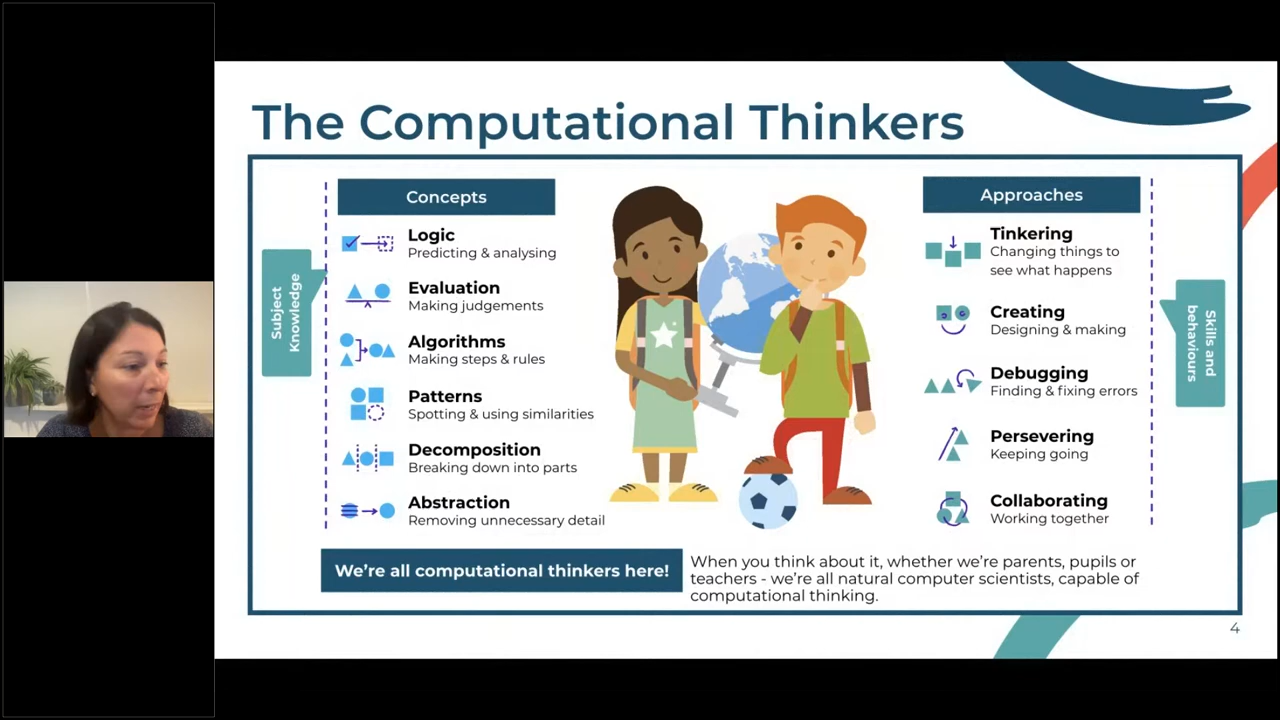 The Computational Thinkers
Concepts
Subject
Knowledge
Logic
Predicting & analysing
Evaluation
Making judgements
Algorithms
Making steps & rules
Patterns
Spotting & using similarities
Decomposition
Breaking down into parts
Abstraction
Removing unnecessary detail
Approaches
Tinkering
Changing things to
see what happens
Creating
Designing & making
Debugging
Finding & fixing errors
Persevering
Keeping going
Collaborating
Working together
Skills and
behaviours
We're all computational thinkers here!
When you think about it, whether we're parents, pupils or
teachers - we're all natural computer scientists, capable of
computational thinking.
4